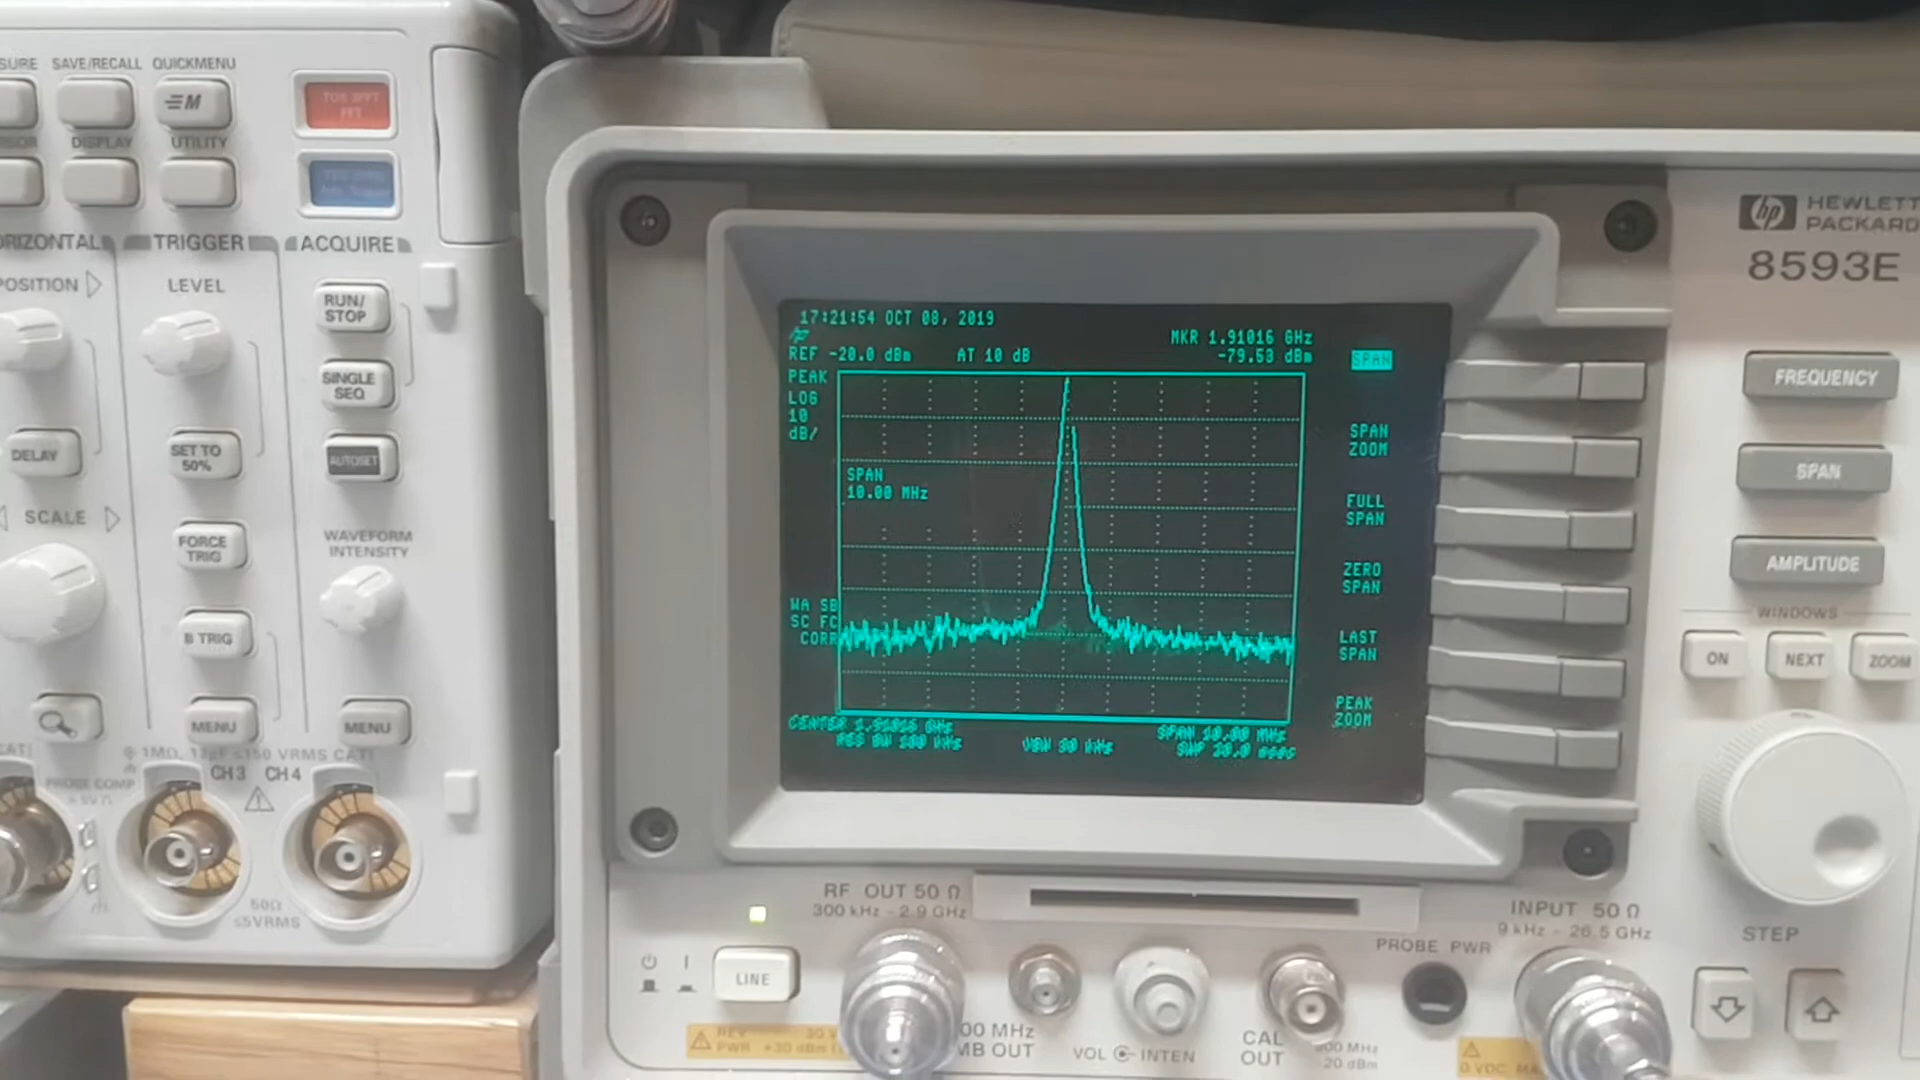 SAVE/RECALL QUICKMENU
M
DISPLAY UTILITY
TRIGGER ACQUIRE
POSITION
LEVEL
RUN/
STOP
SINGLE
SEQ
DELAY
SET TO
50%
AUTOSET
SCALE
FORCE
TRIG
WAVEFORM
INTENSITY
B TRIG
MENU
MENU
PROBE COMP
CH 3 CH 4
50Ω
≤5VRMS
17:21:54 OCT 08, 2019
hp
REF -20.0 dBm AT 10 dB
MKR 1.91016 GHz
-79.53 dBm
PEAK
LOG
10
dB/
SPAN
10.00 MHz
WA SB
SC FC
CORR
CENTER 1.91016 GHz
SPAN 10.00 MHz
RES BW 100 kHz
VBW 30 kHz
SWP 20.0 msec
SPAN
SPAN
ZOOM
FULL
SPAN
ZERO
SPAN
LAST
SPAN
PEAK
ZOOM
hp HEWLETT
PACKARD
8593E
FREQUENCY
SPAN
AMPLITUDE
WINDOWS
ON NEXT ZOOM
STEP
LINE
RF OUT 50 Ω
300 kHz - 2.9 GHz
VOL INTEN
CAL
OUT
PROBE PWR
INPUT 50 Ω
9 kHz - 26.5 GHz